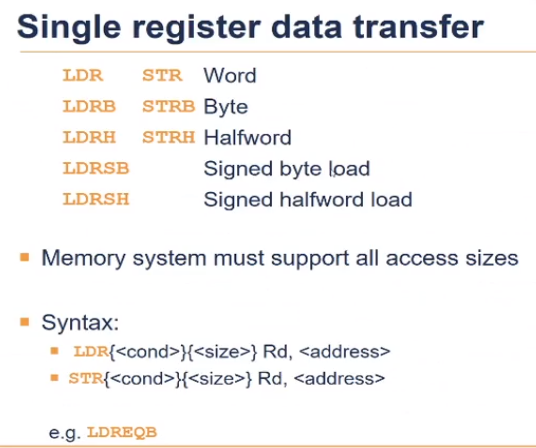 Single register data transfer
LDR STR Word
LDRB STRB Byte
LDRH STRH Halfword
LDRSB Signed byte load
LDRSH Signed halfword load
Memory system must support all access sizes
Syntax:
LDR{<cond>}{<size>} Rd, <address>
STR{<cond>}{<size>} Rd, <address>
e.g. LDREQB